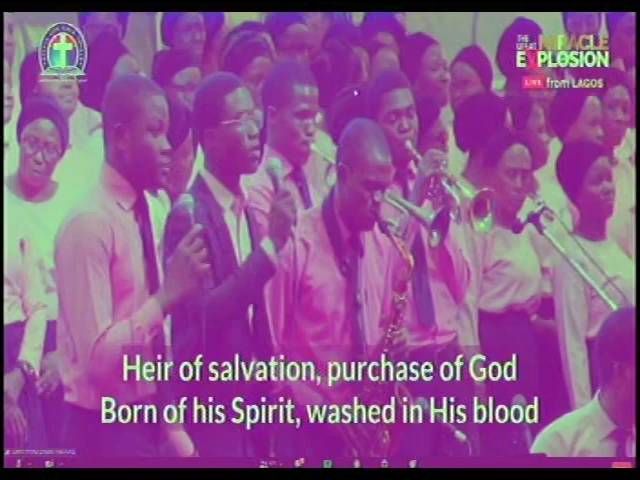 THE GREAT MIRACLE
EXPLOSION
LIVE from LAGOS
Heir of salvation, purchase of God
Born of his Spirit, washed in His blood